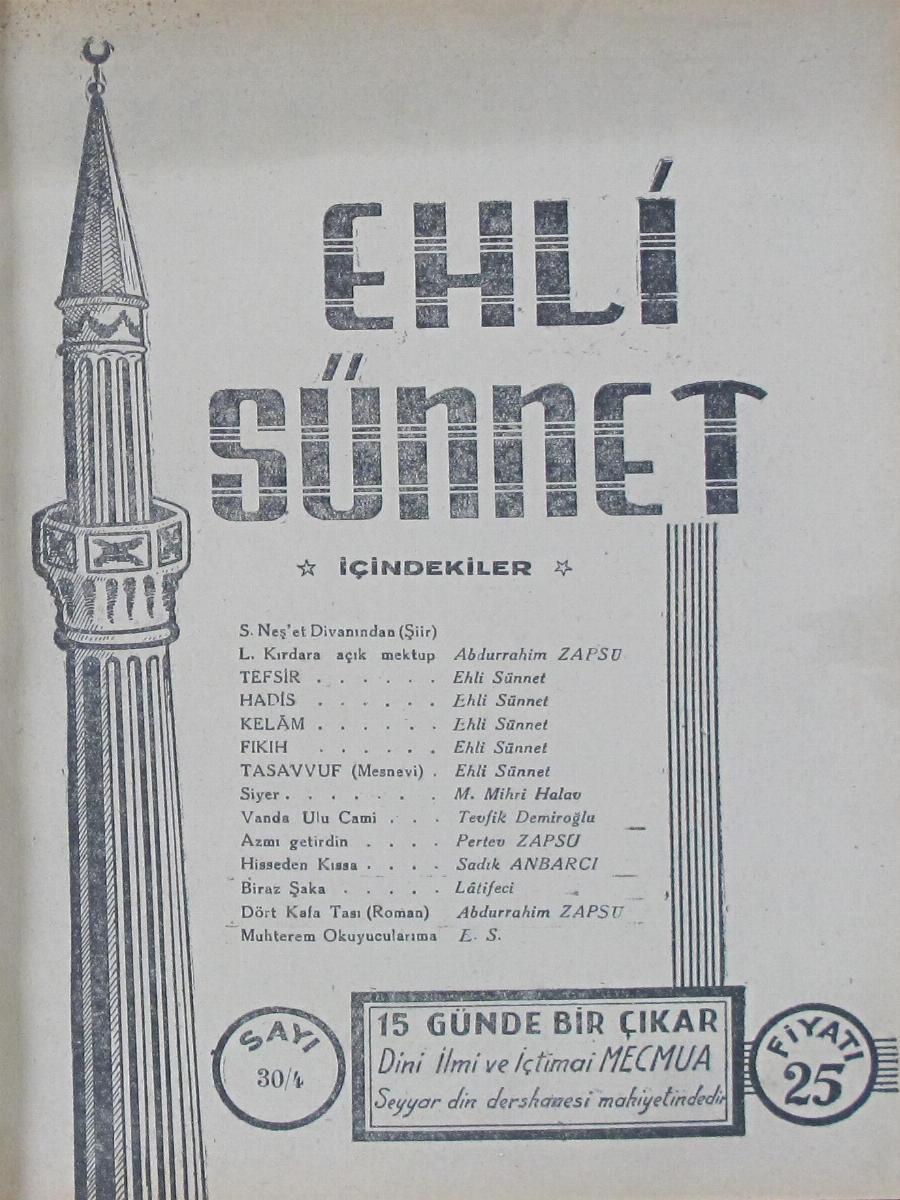 EHLİ
SÜNNET
☆ İÇİNDEKİLER ☆
S. Neş'et Divanından (Şiir)
L. Kırdara açık mektup Abdurrahim ZAPSU
TEFSİR . . . . . . Ehli Sünnet
HADİS . . . . . . Ehli Sünnet
KELÂM . . . . . . Ehli Sünnet
FIKIH . . . . . . Ehli Sünnet
TASAVVUF (Mesnevi) . Ehli Sünnet
Siyer . . . . . . . M. Mihri Halav
Vanda Ulu Cami . . . Tevfik Demiroğlu
Azmı getirdin . . . . Pertev ZAPSU
Hisseden Kıssa . . . . Sadık ANBARCI
Biraz Şaka . . . . . Lâtifeci
Dört Kafa Tası (Roman) Abdurrahim ZAPSU
Muhterem Okuyucularıma E. S.
SAYI
30/4
15 GÜNDE BİR ÇIKAR
Dini İlmi ve İçtimai MECMUA
Seyyar din dershanesi mahiyetindedir
FİYATI
25